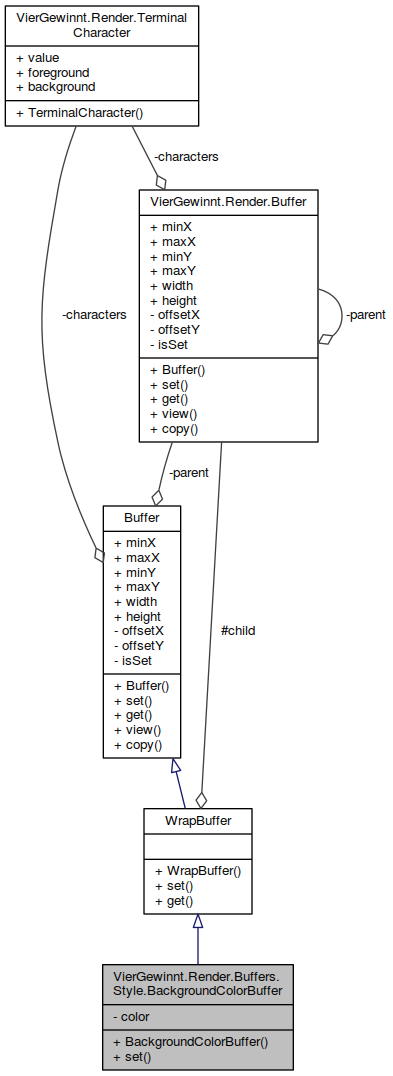 VierGewinnt.Render.Terminal
Character
+ value
+ foreground
+ background
+ TerminalCharacter()
-characters
VierGewinnt.Render.Buffer
+ minX
+ maxX
+ minY
+ maxY
+ width
+ height
- offsetX
- offsetY
- isSet
+ Buffer()
+ set()
+ get()
+ view()
+ copy()
-parent
-characters
-parent
Buffer
+ minX
+ maxX
+ minY
+ maxY
+ width
+ height
- offsetX
- offsetY
- isSet
+ Buffer()
+ set()
+ get()
+ view()
+ copy()
#child
WrapBuffer
+ WrapBuffer()
+ set()
+ get()
VierGewinnt.Render.Buffers.
Style.BackgroundColorBuffer
- color
+ BackgroundColorBuffer()
+ set()